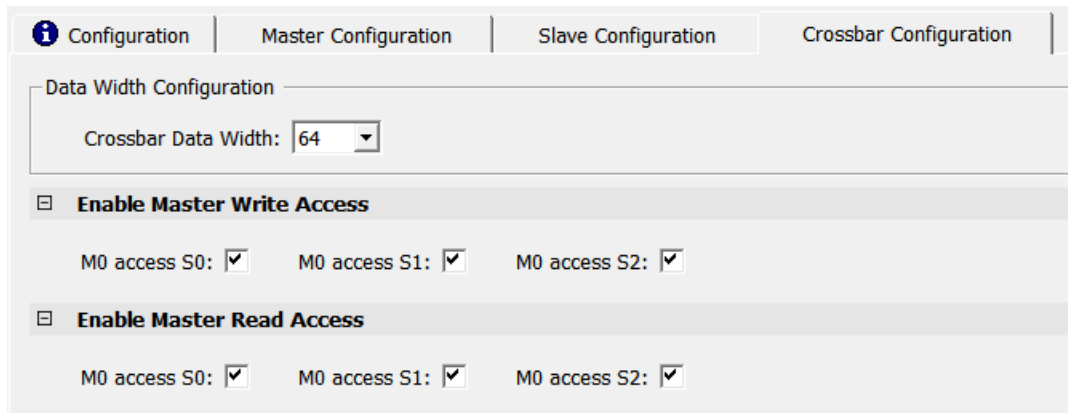 Configuration Master Configuration Slave Configuration Crossbar Configuration
Data Width Configuration
Crossbar Data Width: 64
Enable Master Write Access
M0 access S0: M0 access S1: M0 access S2:
Enable Master Read Access
M0 access S0: M0 access S1: M0 access S2: